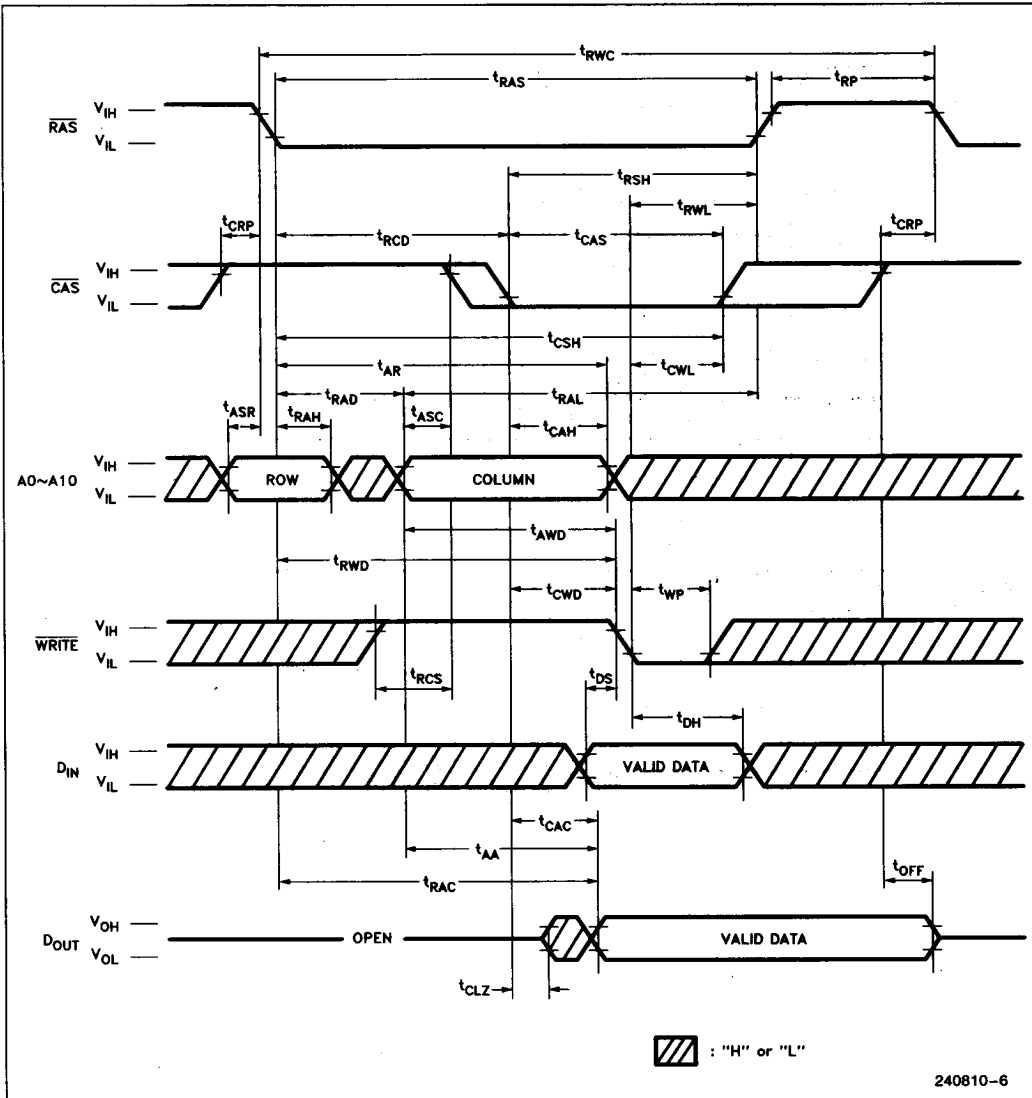 tRWC
tRAS
tRP
RAS
VIH
VIL
tRSH
tRWL
tCRP
tRCD
tCAS
tCRP
CAS
VIH
VIL
tCSH
tAR
tCWL
tRAD
tRAL
tASR
tRAH
tASC
tCAH
A0~A10
VIH
VIL
ROW
COLUMN
tAWD
tRWD
tCWD
tWP
WRITE
VIH
VIL
tRCS
tDS
tDH
DIN
VIH
VIL
VALID DATA
tCAC
tAA
tRAC
tOFF
DOUT
VOH
VOL
OPEN
VALID DATA
tCLZ
: "H" or "L"
240810-6